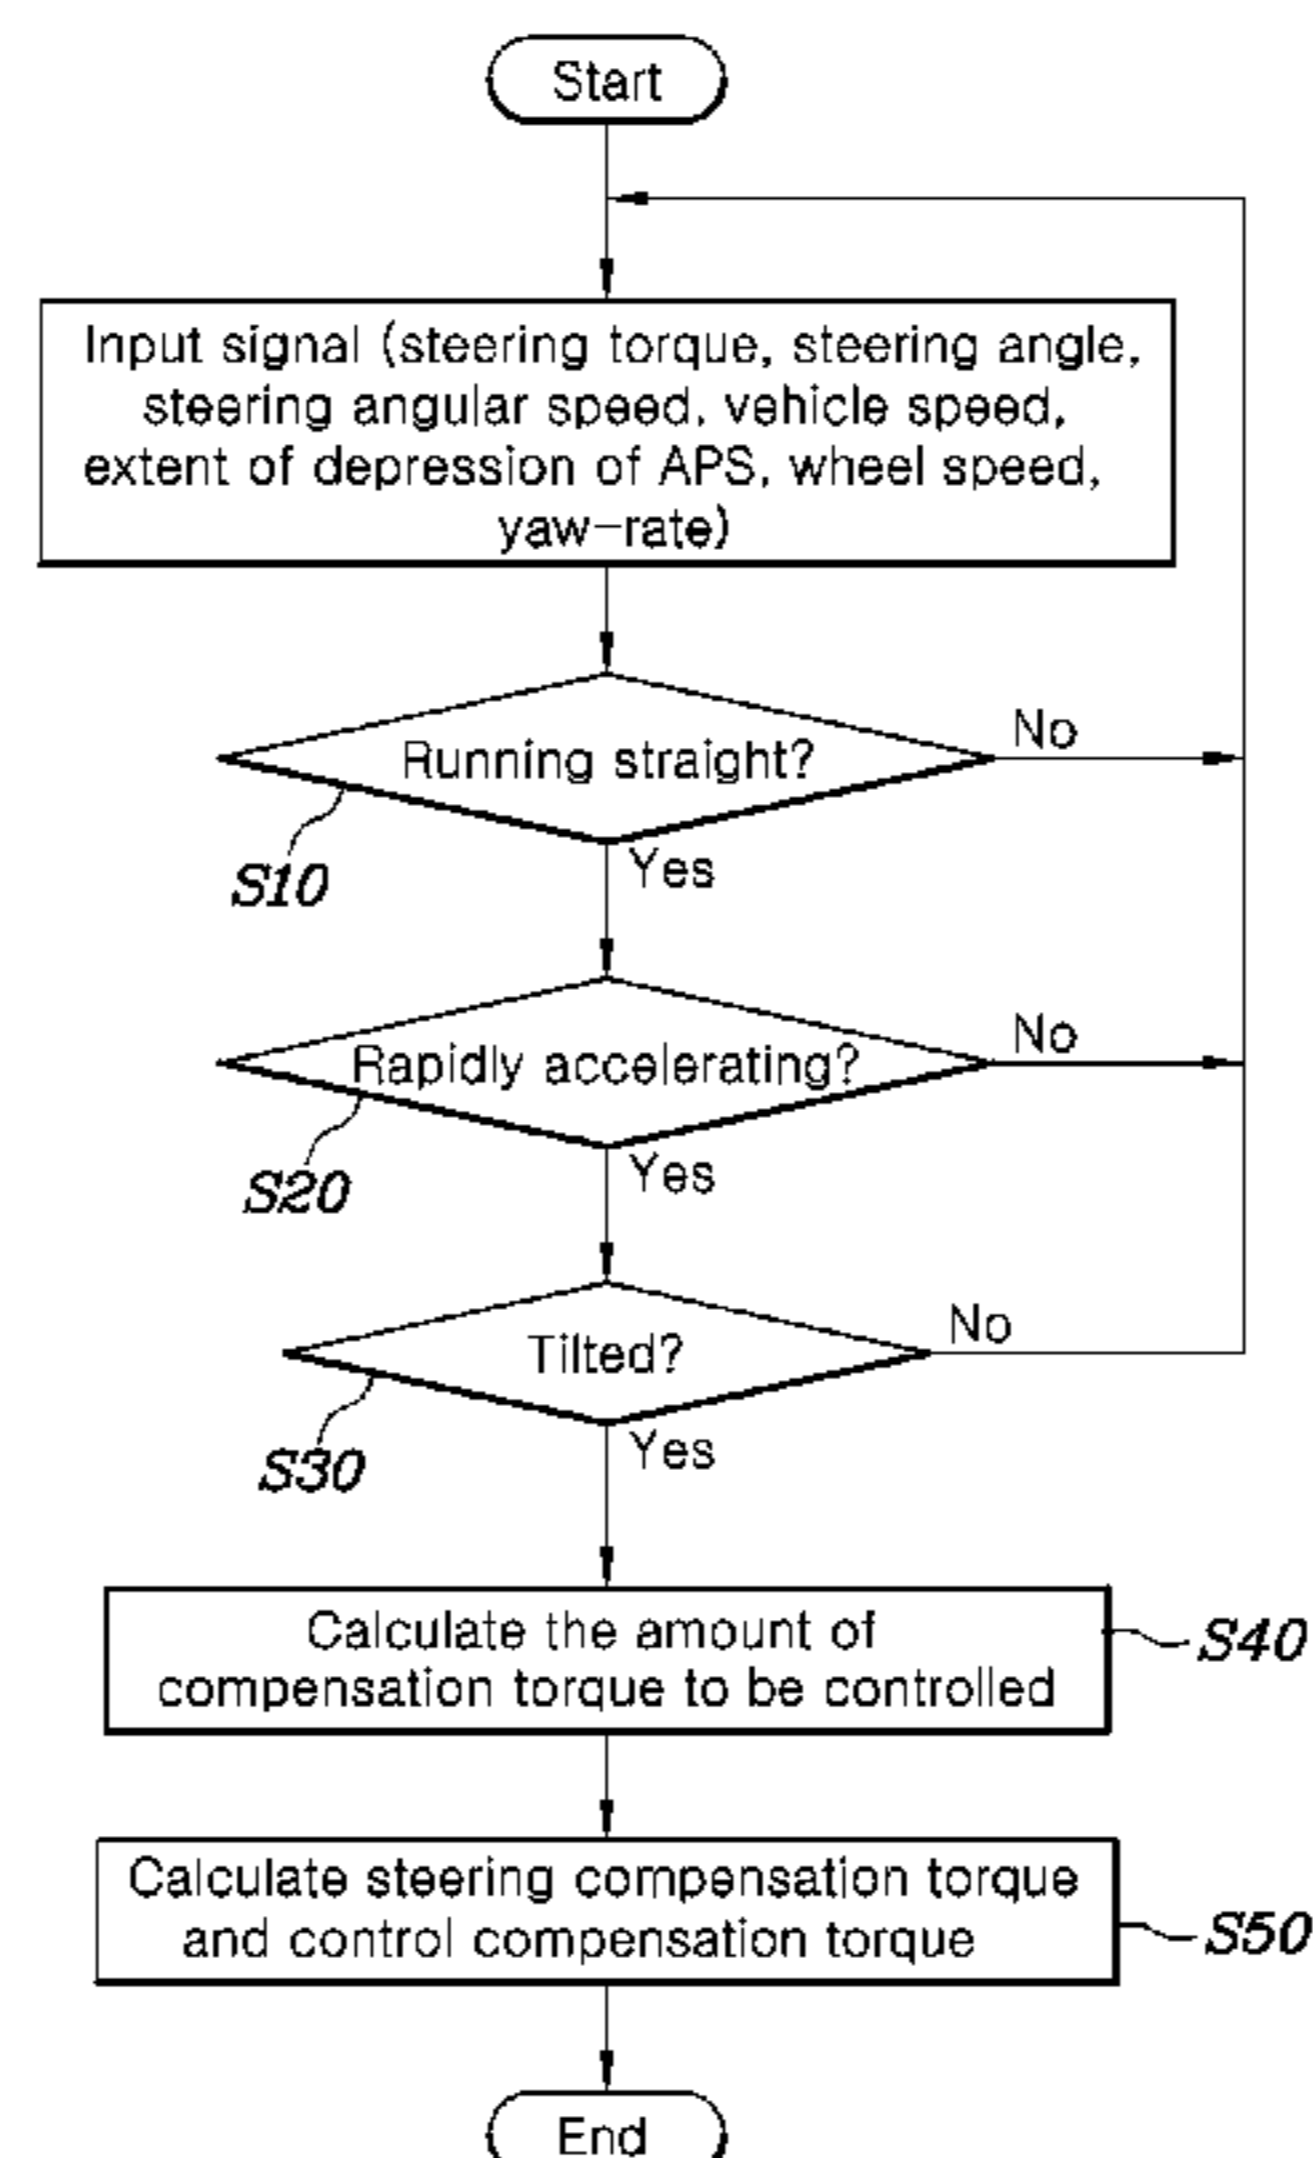 Start
Input signal (steering torque, steering angle,
steering angular speed, vehicle speed,
extent of depression of APS, wheel speed,
yaw-rate)
Running straight?
No
S10
Yes
Rapidly accelerating?
No
S20
Yes
Tilted?
No
S30
Yes
Calculate the amount of
compensation torque to be controlled
S40
Calculate steering compensation torque
and control compensation torque
S50
End